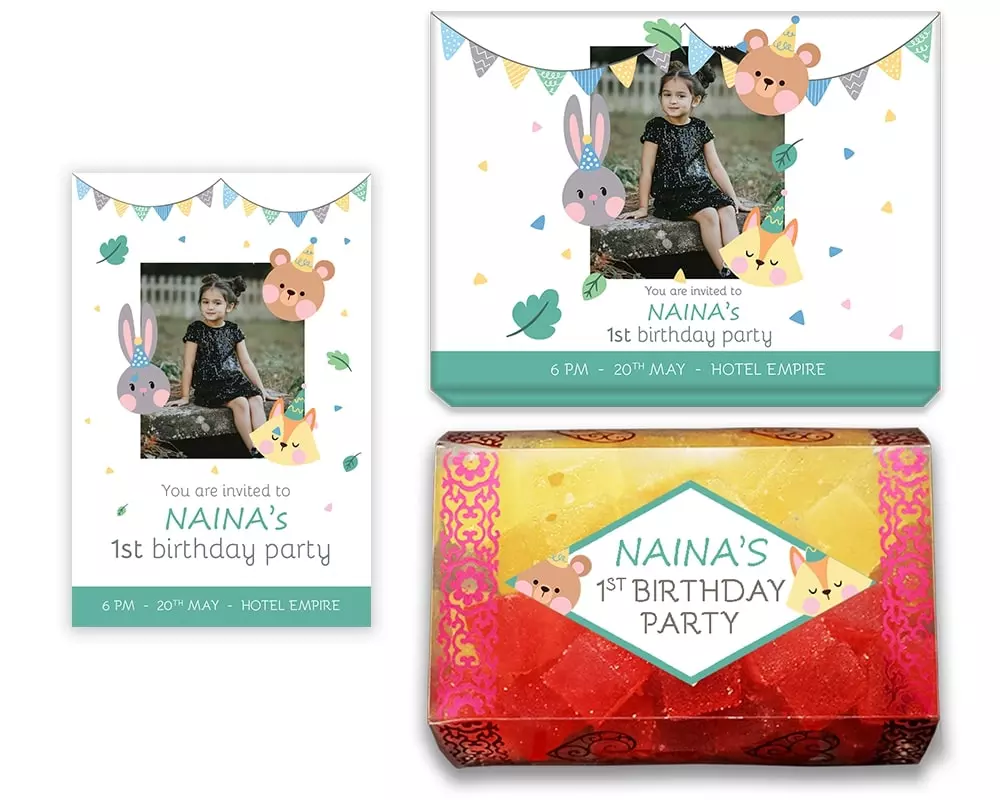 You are invited to
NAINA's
1st birthday party
6 PM - 20TH MAY - HOTEL EMPIRE
You are invited to
NAINA's
1st birthday party
6 PM - 20TH MAY - HOTEL EMPIRE
NAINA'S
1ST BIRTHDAY
PARTY